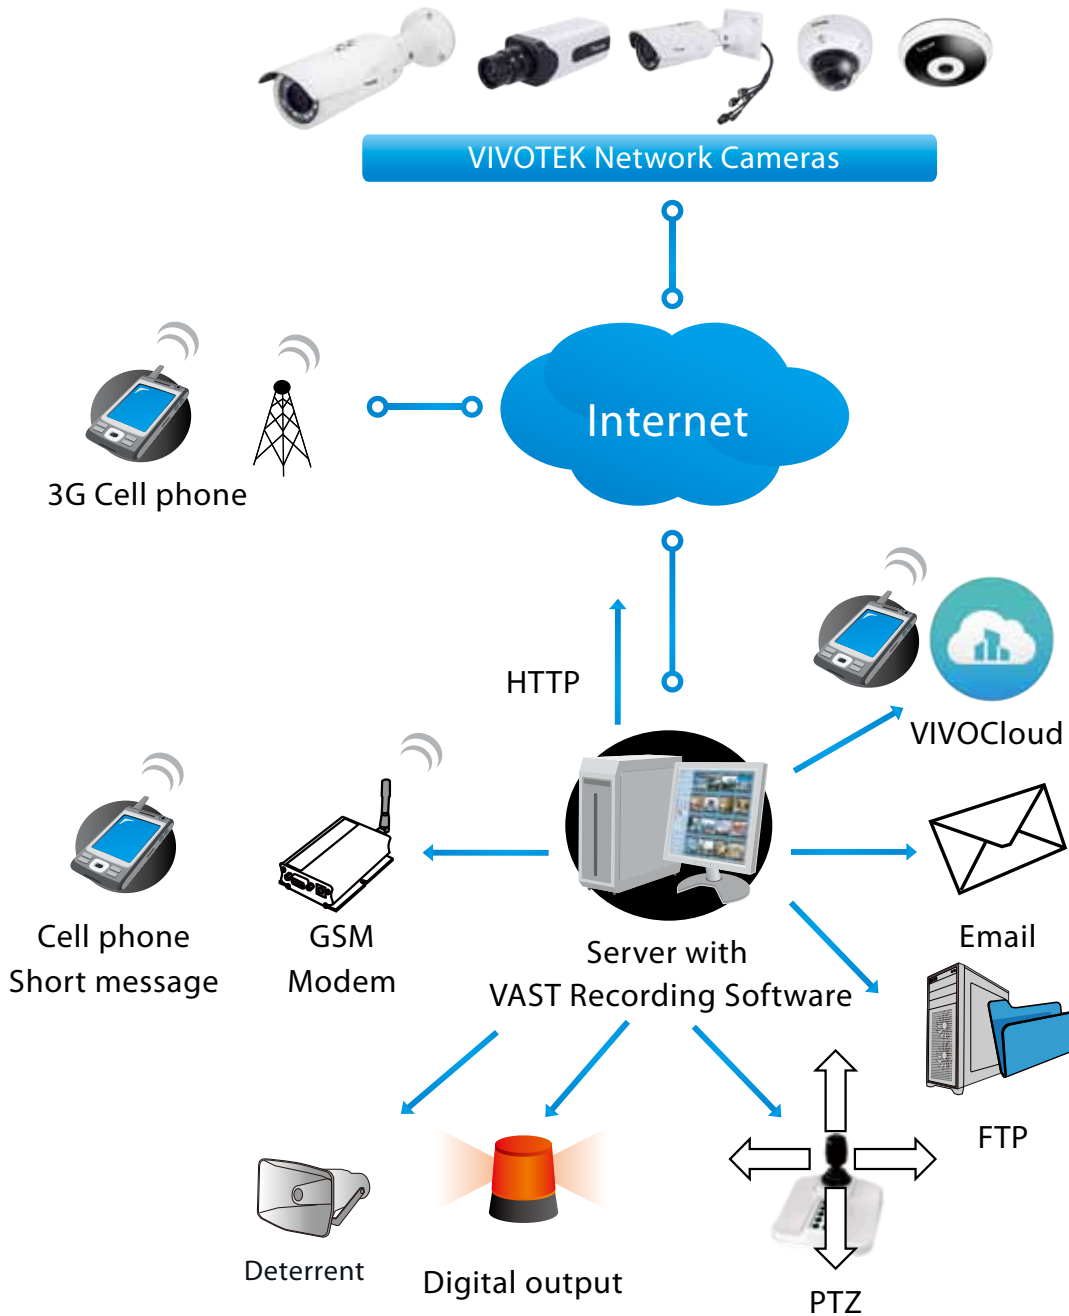 VIVOTEK Network Cameras
Internet
3G Cell phone
HTTP
VIVOCloud
Cell phone
Short message
GSM
Modem
Server with
VAST Recording Software
Email
FTP
Deterrent
Digital output
PTZ